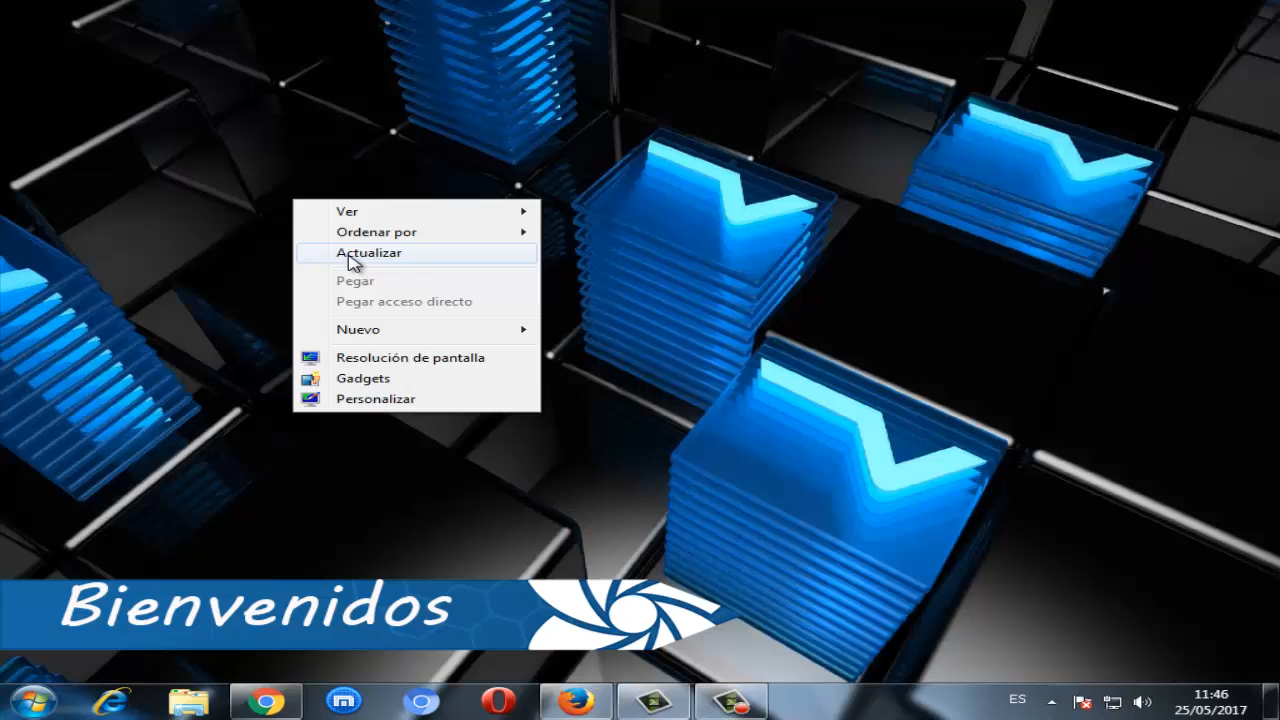 Ver
Ordenar por
Actualizar
Pegar
Pegar acceso directo
Nuevo
Resolución de pantalla
Gadgets
Personalizar
Bienvenidos
ES
11:46
25/05/2017